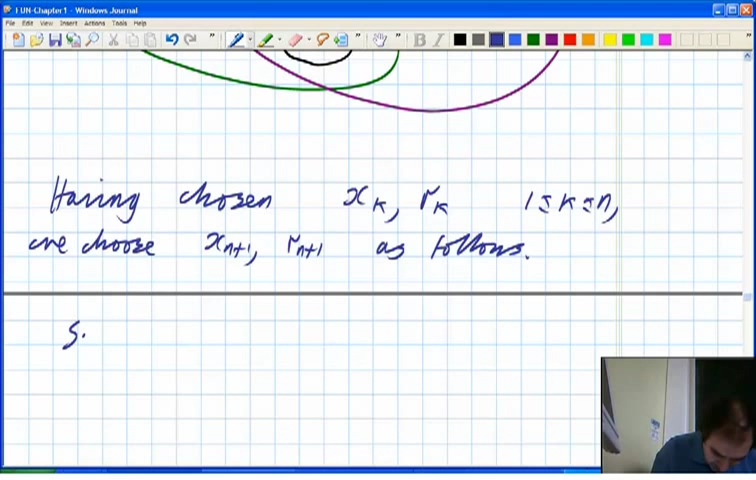 FUN-Chapter1 - Windows Journal
File Edit View Insert Actions Tools Help
B I
Having chosen x_k, r_k 1 ≤ k ≤ n,
we choose x_{n+1}, r_{n+1} as follows.
S.